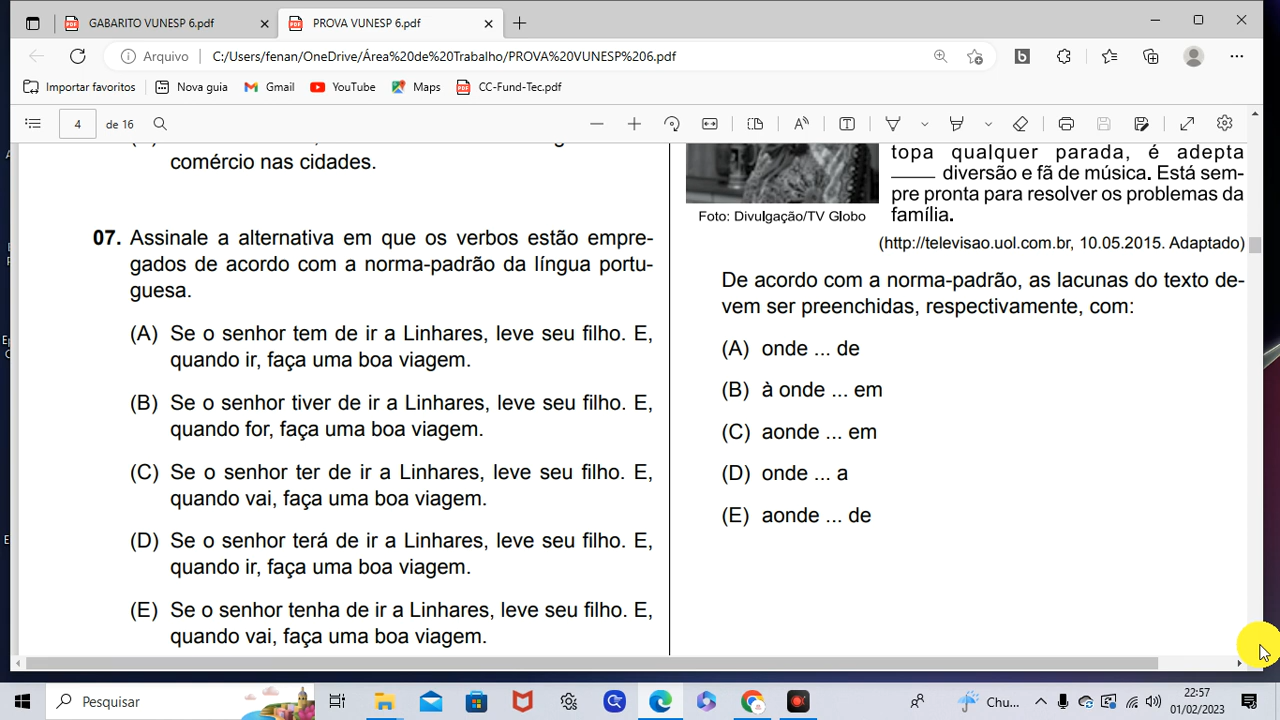 GABARITO VUNESP 6.pdf
PROVA VUNESP 6.pdf
Arquivo
C:/Users/fenan/OneDrive/Área%20de%20Trabalho/PROVA%20VUNESP%206.pdf
Importar favoritos
Nova guia
Gmail
YouTube
Maps
CC-Fund-Tec.pdf
4 de 16
comércio nas cidades.
07. Assinale a alternativa em que os verbos estão empre-
gados de acordo com a norma-padrão da língua portu-
guesa.
(A) Se o senhor tem de ir a Linhares, leve seu filho. E,
quando ir, faça uma boa viagem.
(B) Se o senhor tiver de ir a Linhares, leve seu filho. E,
quando for, faça uma boa viagem.
(C) Se o senhor ter de ir a Linhares, leve seu filho. E,
quando vai, faça uma boa viagem.
(D) Se o senhor terá de ir a Linhares, leve seu filho. E,
quando ir, faça uma boa viagem.
(E) Se o senhor tenha de ir a Linhares, leve seu filho. E,
quando vai, faça uma boa viagem.
topa qualquer parada, é adepta
_____ diversão e fã de música. Está sem-
pre pronta para resolver os problemas da
família.
Foto: Divulgação/TV Globo
(http://televisao.uol.com.br, 10.05.2015. Adaptado)
De acordo com a norma-padrão, as lacunas do texto de-
vem ser preenchidas, respectivamente, com:
(A) onde ... de
(B) à onde ... em
(C) aonde ... em
(D) onde ... a
(E) aonde ... de
Pesquisar
Chu...
22:57
01/02/2023